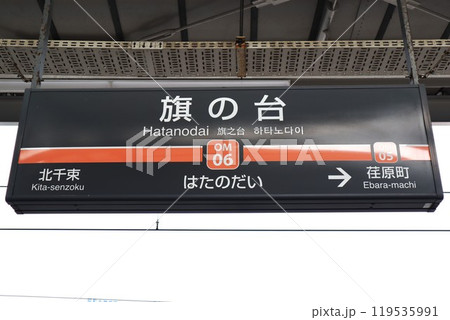 旗の台
Hatanodai 旗之台 하타노다이
OM
06
05
北千束
はたのだい
→ 荏原町
Kita-senzoku
Ebara-machi
119535991